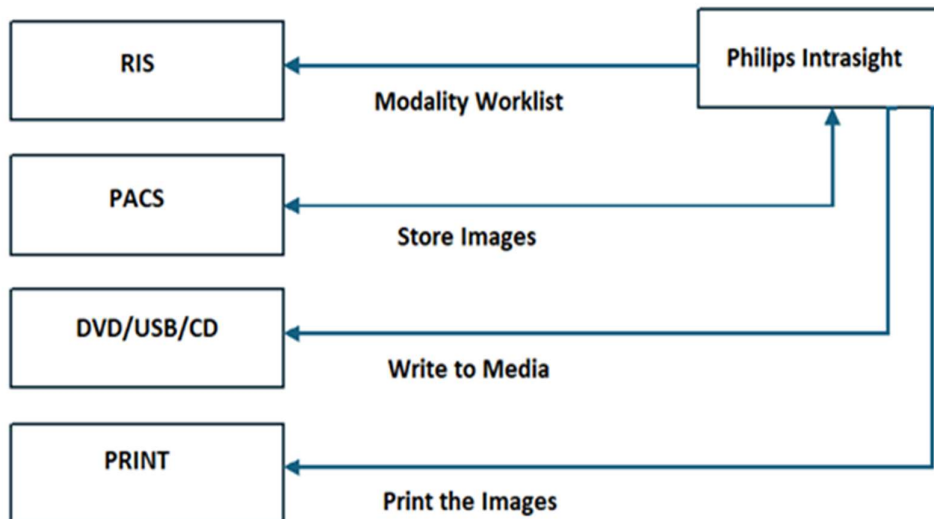 RIS
Philips Intrasight
Modality Worklist
PACS
Store Images
DVD/USB/CD
Write to Media
PRINT
Print the Images